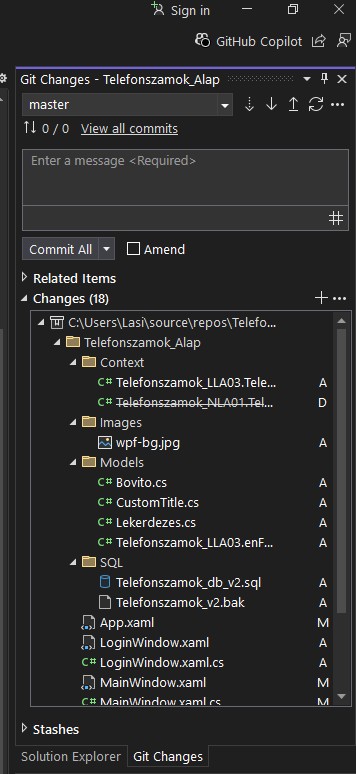 Sign in
GitHub Copilot
Git Changes - Telefonszamok_Alap
master
0 / 0 View all commits
Enter a message <Required>
Commit All Amend
Related Items
Changes (18)
C:\Users\Lasi\source\repos\Telefo...
Telefonszamok_Alap
Context
C# Telefonszamok_LLA03.Tele... A
C# Telefonszamok_NLA01.Tel... D
Images
wpf-bg.jpg A
Models
C# Bovito.cs A
C# CustomTitle.cs A
C# Lekerdezes.cs A
C# Telefonszamok_LLA03.enF... A
SQL
Telefonszamok_db_v2.sql A
Telefonszamok_v2.bak A
App.xaml M
LoginWindow.xaml A
C# LoginWindow.xaml.cs A
MainWindow.xaml M
C# MainWindow.xaml.cs M
Stashes
Solution Explorer Git Changes